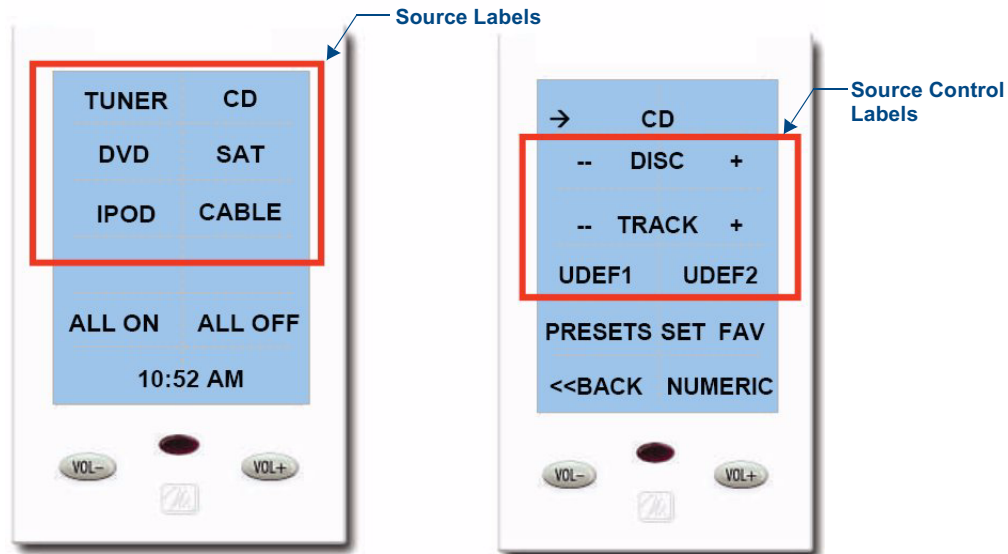 Source Labels
TUNER CD
DVD SAT
IPOD CABLE
ALL ON ALL OFF
10:52 AM
VOL– VOL+
Source Control
Labels
→ CD
-- DISC +
-- TRACK +
UDEF1 UDEF2
PRESETS SET FAV
<<BACK NUMERIC
VOL– VOL+